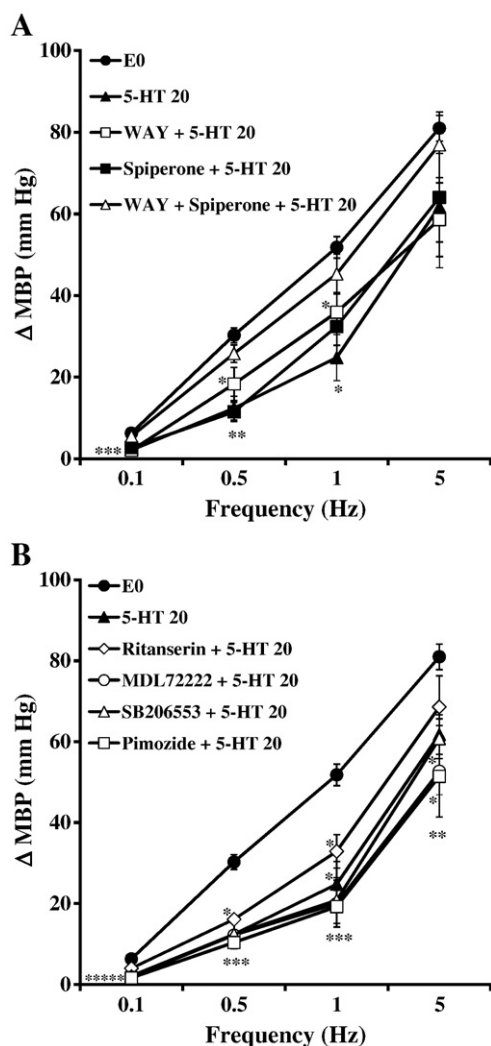 A
100
80
60
40
20
0
Δ MBP (mm Hg)
E0
5-HT 20
WAY + 5-HT 20
Spiperone + 5-HT 20
WAY + Spiperone + 5-HT 20
*
*
*
**
***
0.1 0.5 1 5
Frequency (Hz)
B
100
80
60
40
20
0
Δ MBP (mm Hg)
E0
5-HT 20
Ritanserin + 5-HT 20
MDL72222 + 5-HT 20
SB206553 + 5-HT 20
Pimozide + 5-HT 20
*
*
**
*
*
*
***
***
*****
0.1 0.5 1 5
Frequency (Hz)